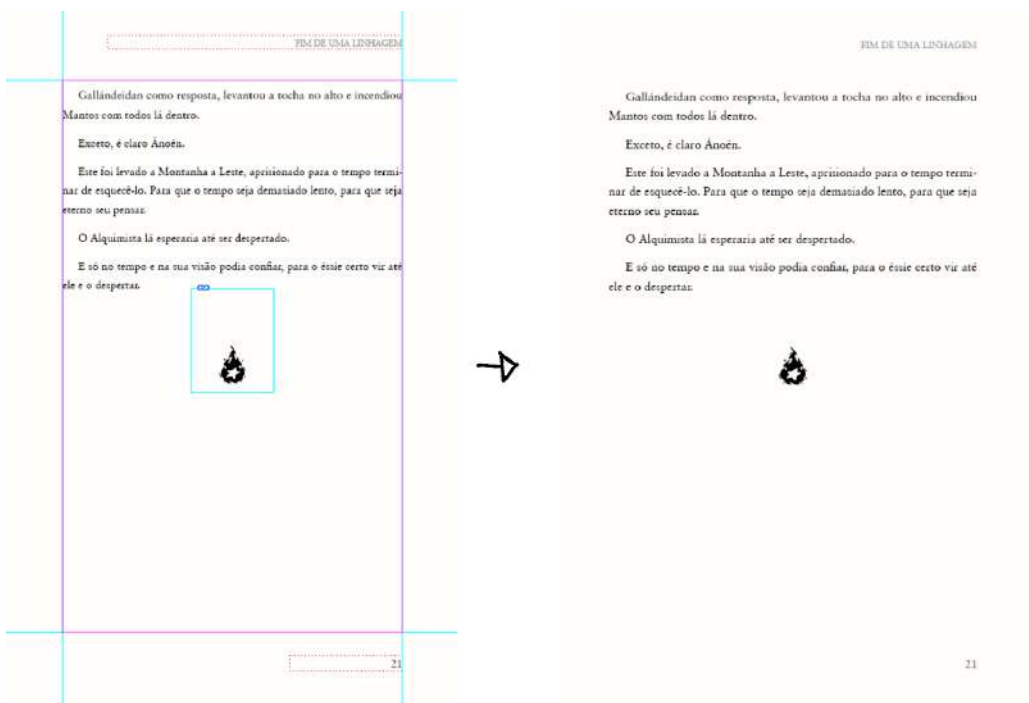 FIM DE UMA LINHAGEM
Gallándeidan como resposta, levantou a tocha no alto e incendiou
Mantos com todos lá dentro.
Exceto, é claro Ánoén.
Este foi levado a Montanha a Leste, aprisionado para o tempo termi-
nar de esquecê-lo. Para que o tempo seja demasiado lento, para que seja
eterno seu pensar.
O Alquimista lá esperaria até ser despertado.
E só no tempo e na sua visão podia confiar, para o éssie certo vir até
ele e o despertar.
21
FIM DE UMA LINHAGEM
Gallándeidan como resposta, levantou a tocha no alto e incendiou
Mantos com todos lá dentro.
Exceto, é claro Ánoén.
Este foi levado a Montanha a Leste, aprisionado para o tempo termi-
nar de esquecê-lo. Para que o tempo seja demasiado lento, para que seja
eterno seu pensar.
O Alquimista lá esperaria até ser despertado.
E só no tempo e na sua visão podia confiar, para o éssie certo vir até
ele e o despertar.
21